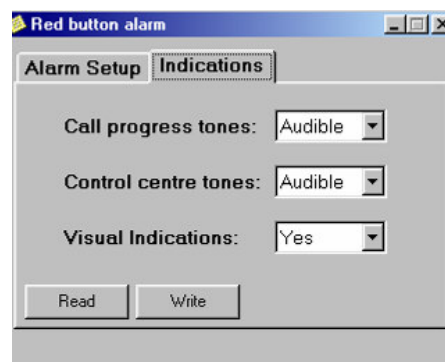 Red button alarm
Alarm Setup Indications
Call progress tones: Audible
Control centre tones: Audible
Visual Indications: Yes
Read Write